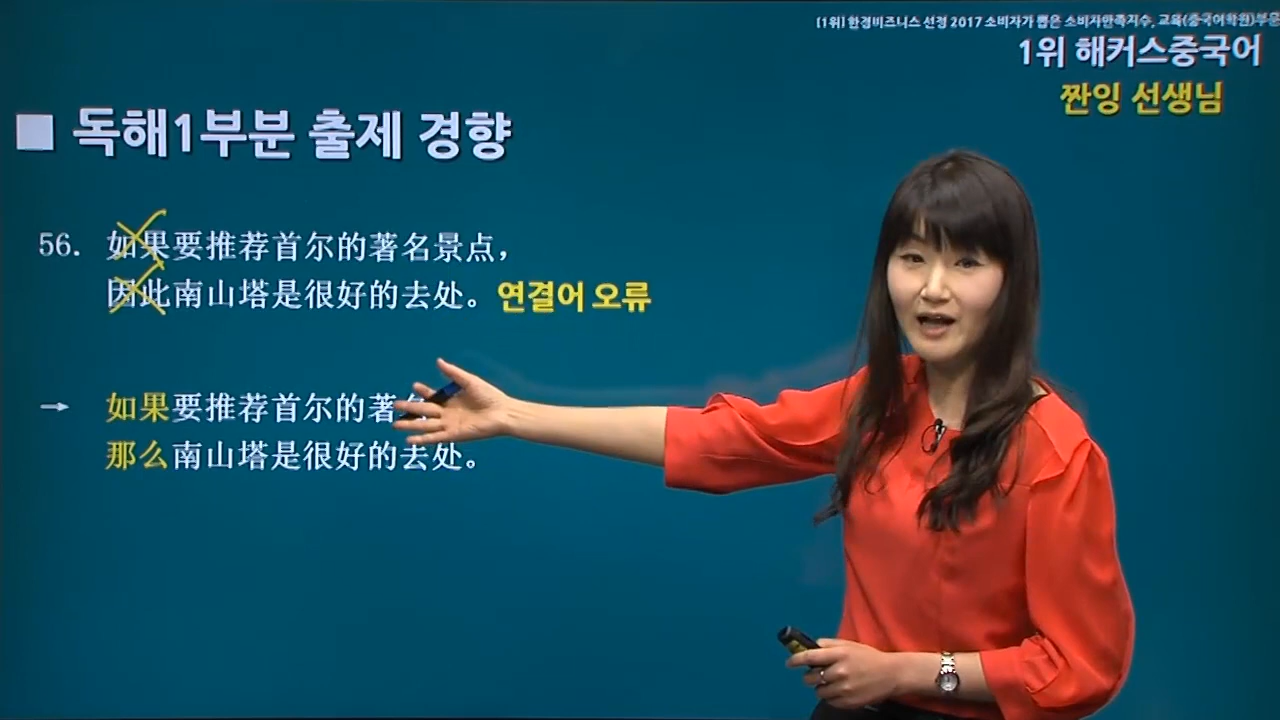 [1위] 한경비즈니스 선정 2017 소비자가 뽑은 소비자만족지수, 교육(중국어학원)부문
1위 해커스중국어
짠잉 선생님
■ 독해1부분 출제 경향
56. 如果要推荐首尔的著名景点，
因此南山塔是很好的去处。연결어 오류
→ 如果要推荐首尔的著
那么南山塔是很好的去处。